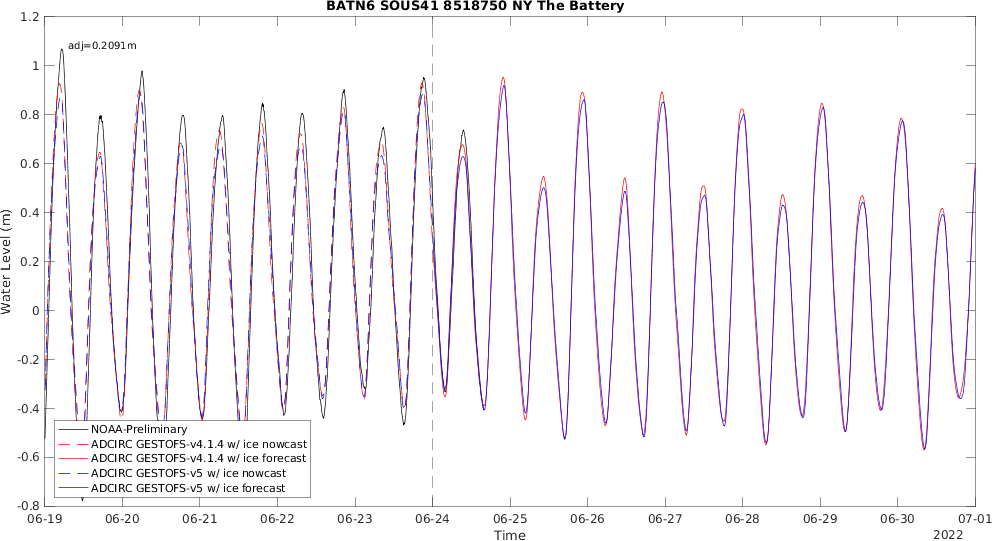 BATN6 SOUS41 8518750 NY The Battery
adj=0.2091m
1.2
1
0.8
0.6
0.4
0.2
0
-0.2
-0.4
-0.6
-0.8
Water Level (m)
NOAA-Preliminary
ADCIRC GESTOFS-v4.1.4 w/ ice nowcast
ADCIRC GESTOFS-v4.1.4 w/ ice forecast
ADCIRC GESTOFS-v5 w/ ice nowcast
ADCIRC GESTOFS-v5 w/ ice forecast
06-19 06-20 06-21 06-22 06-23 06-24 06-25 06-26 06-27 06-28 06-29 06-30 07-01
Time
2022